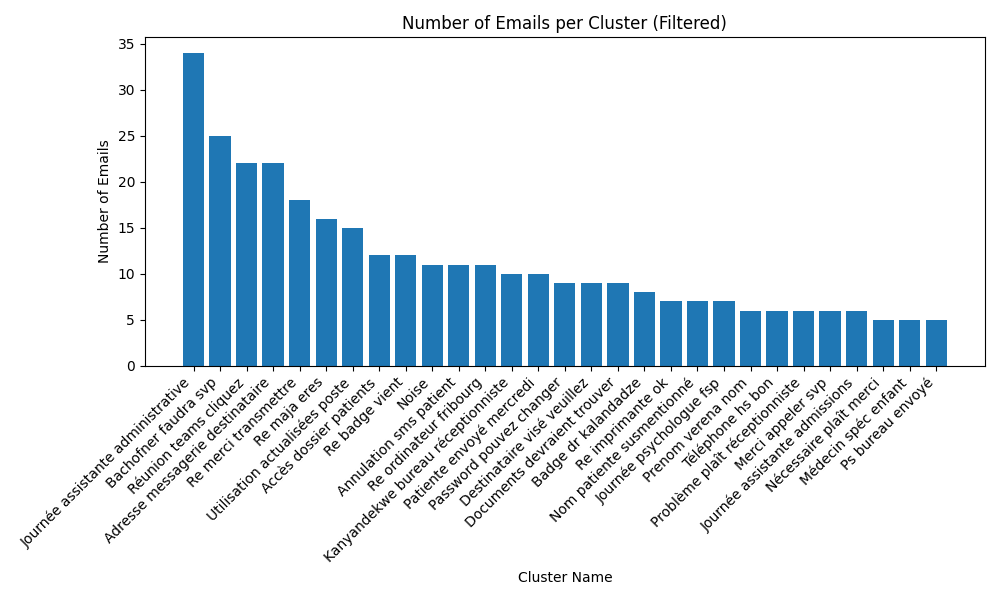 Number of Emails per Cluster (Filtered)
35
30
25
20
15
10
5
0
Number of Emails
Journée assistante administrative
Bachofner faudra svp
Réunion teams cliquez
Adresse messagerie destinataire
Re merci transmettre
Re maja eres
Utilisation actualisées poste
Accès dossier patients
Re badge vient
Noise
Annulation sms patient
Re ordinateur fribourg
Kanyandekwe bureau réceptionniste
Patiente envoyé mercredi
Password pouvez changer
Destinataire visé veuillez
Documents devraient trouver
Badge dr kalandadze
Re imprimante ok
Nom patiente susmentionné
Journée psychologue fsp
Prenom verena nom
Téléphone hs bon
Problème plaît réceptionniste
Merci appeler svp
Journée assistante admissions
Nécessaire plaît merci
Médecin spéc enfant
Ps bureau envoyé
Cluster Name